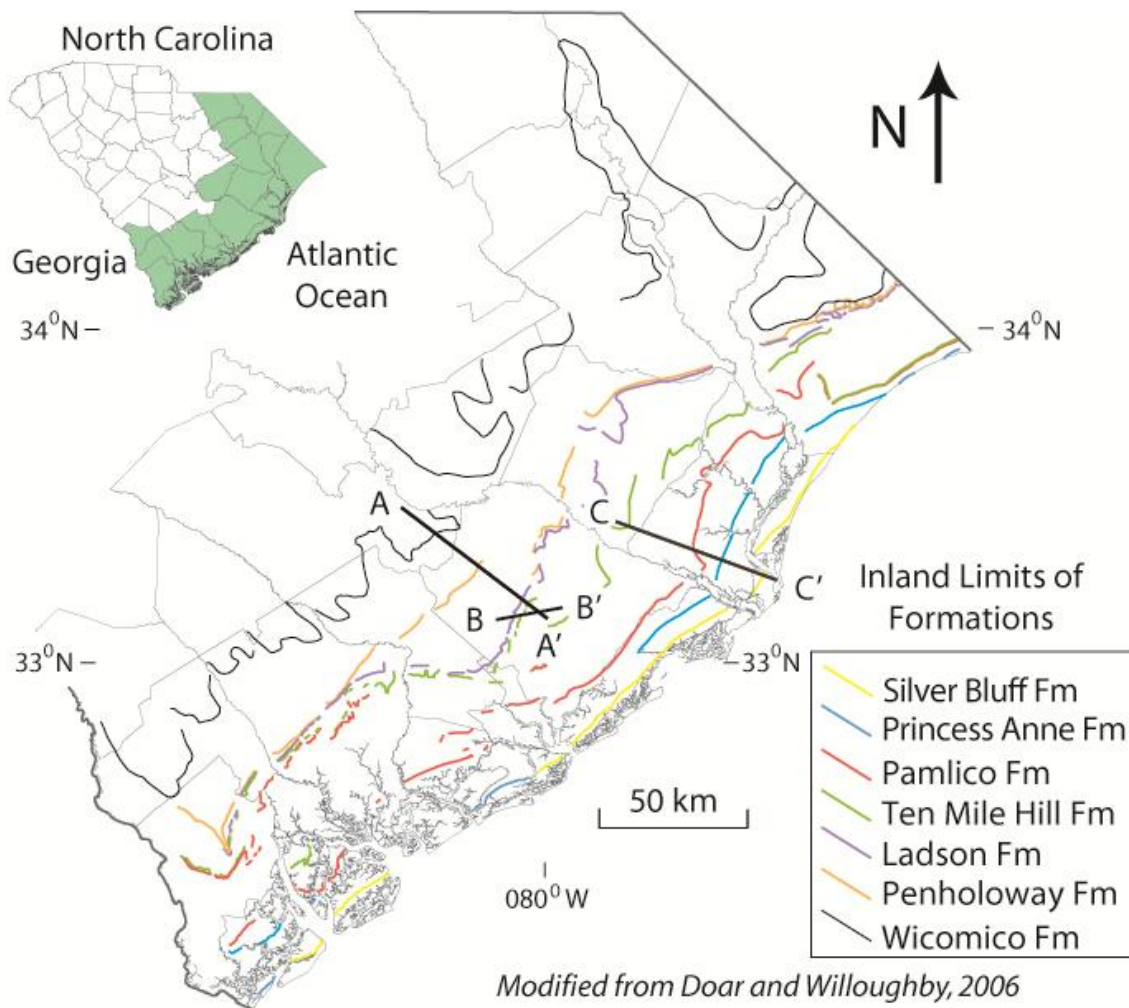 North Carolina
Georgia
Atlantic
Ocean
N
34⁰N
34⁰N
A
C
C'
B
B'
A'
33⁰N
33⁰N
50 km
080⁰ W
Inland Limits of
Formations
Silver Bluff Fm
Princess Anne Fm
Pamlico Fm
Ten Mile Hill Fm
Ladson Fm
Penholoway Fm
Wicomico Fm
Modified from Doar and Willoughby, 2006